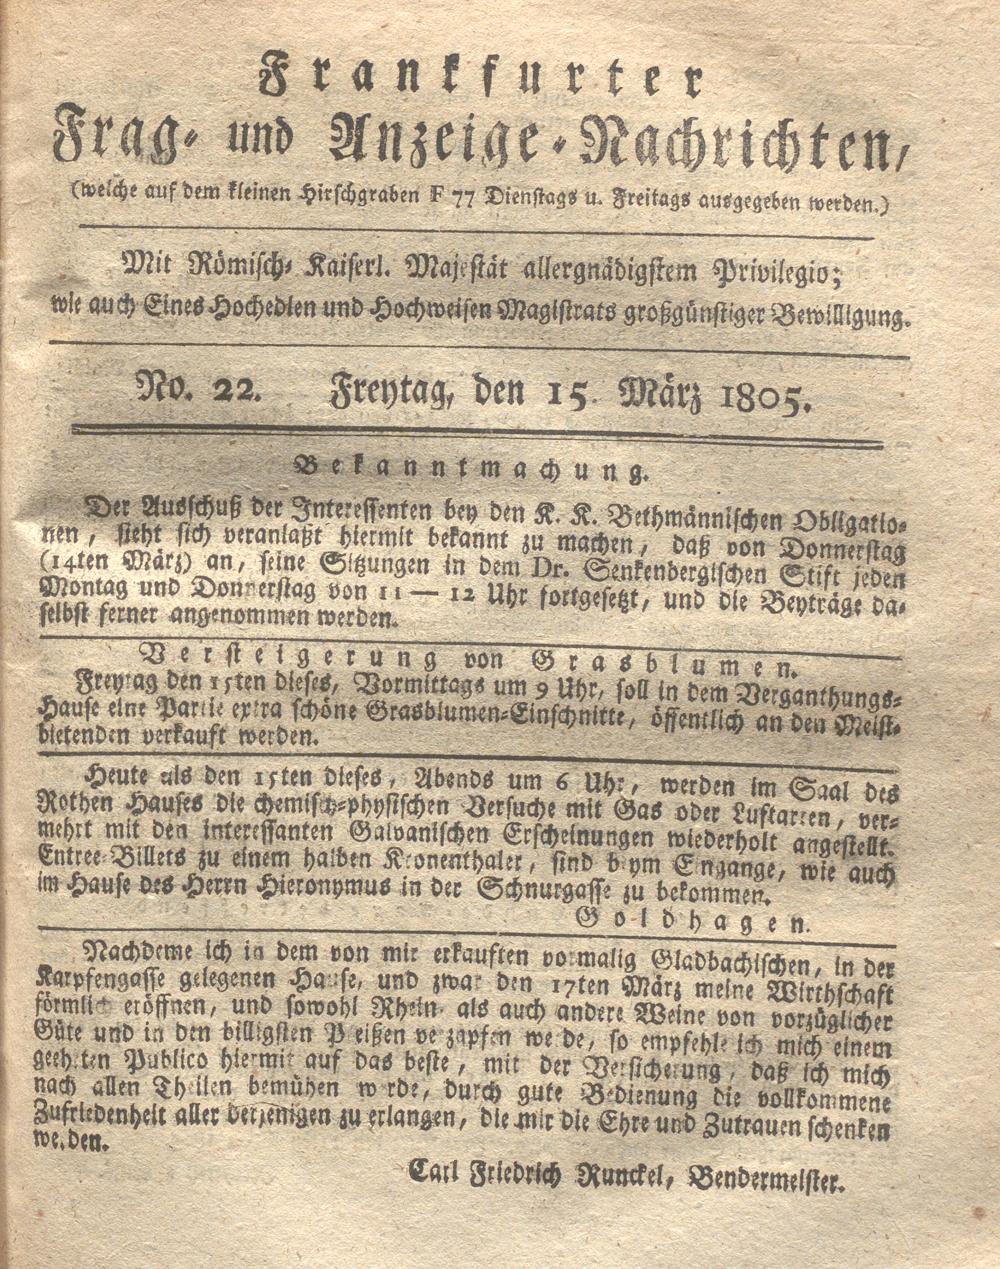 Frankfurter
Frag- und Anzeige-Nachrichten,
(welche auf dem kleinen Hirschgraben F 77 Dienstags u. Freitags ausgegeben werden.)
Mit Römisch- Kaiserl. Majestät allergnädigstem Privilegio;
wie auch Eines Hochedlen und Hochweisen Magistrats großgünstiger Bewilligung.
No. 22. Freytag, den 15. März 1805.
Bekanntmachung.
Der Ausschuß der Interessenten bey den K. K. Bethmännischen Obligatio-
nen, sieht sich veranlaßt hiermit bekannt zu machen, daß von Donnerstag
(14ten März) an, seine Sitzungen in dem Dr. Senkenbergischen Stift jeden
Montag und Donnerstag von 11 — 12 Uhr fortgesetzt, und die Beyträge da-
selbst ferner angenommen werden.
Versteigerung von Grasblumen.
Freytag den 15ten dieses, Vormittags um 9 Uhr, soll in dem Verganthungs-
Hause eine Partie extra schöne Grasblumen-Einschnitte, öffentlich an den Meist-
bietenden verkauft werden.
Heute als den 15ten dieses, Abends um 6 Uhr, werden im Saal des
Rothen Hauses die chemisch-physischen Versuche mit Gas oder Luftarten, ver-
mehrt mit den interessanten Galvanischen Erscheinungen wiederholt angestellt.
Entree-Billets zu einem halben Kronenthaler, sind beym Eingange, wie auch
im Hause des Herrn Hieronymus in der Schnurgasse zu bekommen.
Goldhagen.
Nachdeme ich in dem von mir erkauften vormalig Gladbachischen, in der
Karpfengasse gelegenen Hause, und zwar den 17ten März meine Wirthschaft
förmlich eröffnen, und sowohl Rhein- als auch andere Weine von vorzüglicher
Güte und in den billigsten Preißen verzapfen werde, so empfehle ich mich einem
geehrten Publico hiermit auf das beste, mit der Versicherung, daß ich mich
nach allen Theilen bemühen werde, durch gute Bedienung die vollkommene
Zufriedenheit aller derjenigen zu erlangen, die mir die Ehre und Zutrauen schenken
werden.
Carl Friedrich Runckel, Bendermeister.